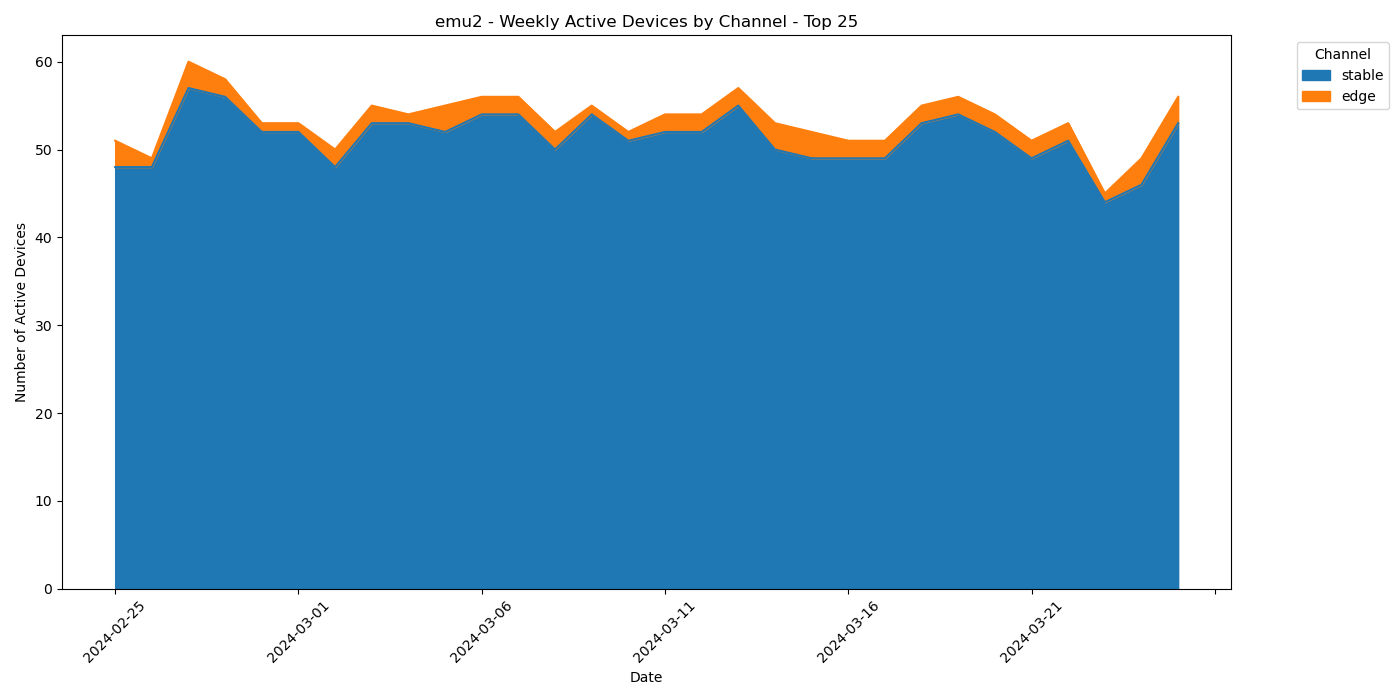 emu2 - Weekly Active Devices by Channel - Top 25
Channel
stable
edge
Number of Active Devices
60
50
40
30
20
10
0
2024-02-25
2024-03-01
2024-03-06
2024-03-11
2024-03-16
2024-03-21
Date